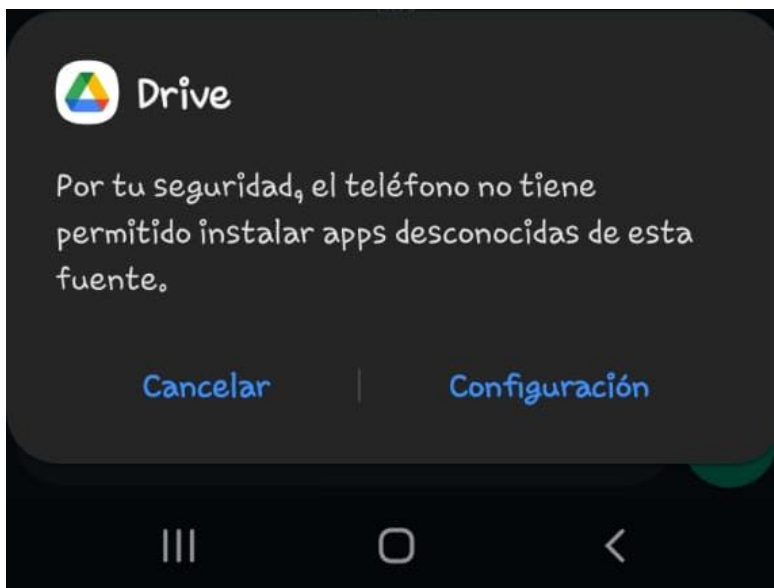 Drive
Por tu seguridad, el teléfono no tiene
permitido instalar apps desconocidas de esta
fuente.
Cancelar
Configuración